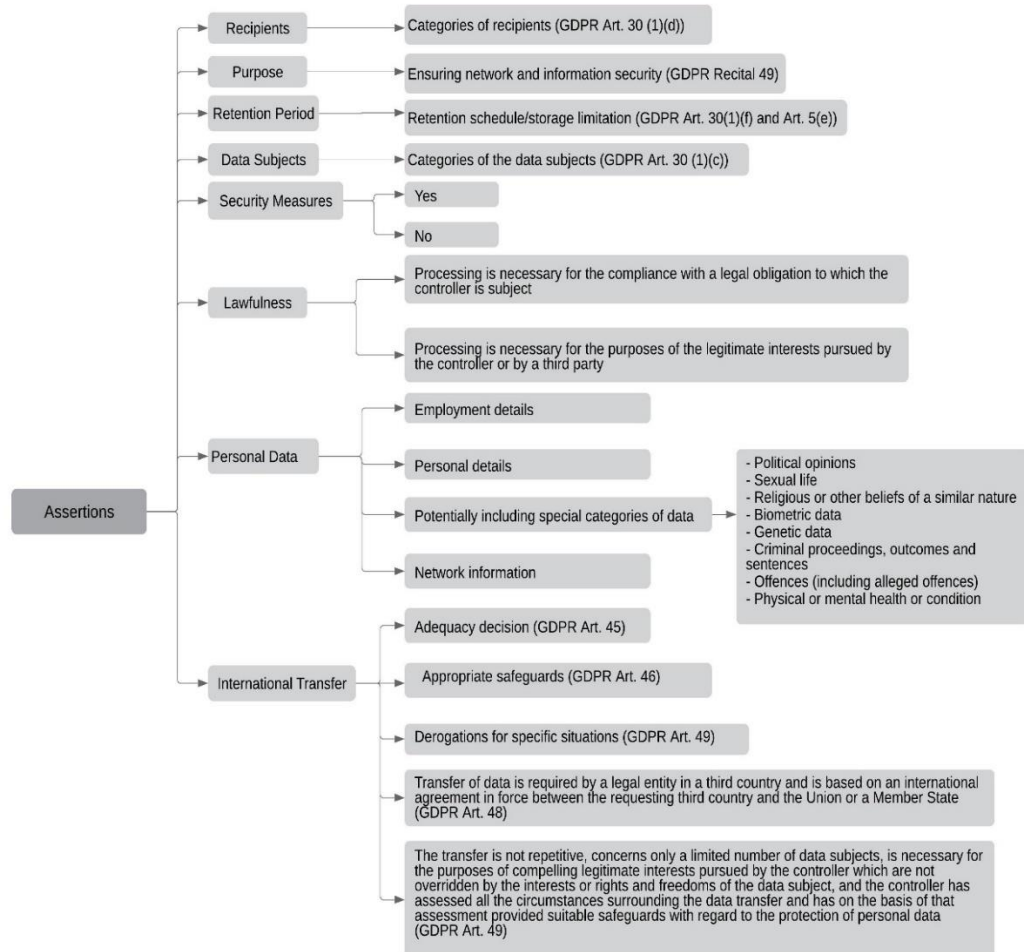 Recipients
Categories of recipients (GDPR Art. 30 (1)(d))
Purpose
Ensuring network and information security (GDPR Recital 49)
Retention Period
Retention schedule/storage limitation (GDPR Art. 30(1)(f) and Art. 5(e))
Data Subjects
Categories of the data subjects (GDPR Art. 30 (1)(c))
Security Measures
Yes
No
Lawfulness
Processing is necessary for the compliance with a legal obligation to which the
controller is subject
Processing is necessary for the purposes of the legitimate interests pursued by
the controller or by a third party
Assertions
Personal Data
Employment details
Personal details
Potentially including special categories of data
Network information
- Political opinions
- Sexual life
- Religious or other beliefs of a similar nature
- Biometric data
- Genetic data
- Criminal proceedings, outcomes and
sentences
- Offences (including alleged offences)
- Physical or mental health or condition
International Transfer
Adequacy decision (GDPR Art. 45)
Appropriate safeguards (GDPR Art. 46)
Derogations for specific situations (GDPR Art. 49)
Transfer of data is required by a legal entity in a third country and is based on an international
agreement in force between the requesting third country and the Union or a Member State
(GDPR Art. 48)
The transfer is not repetitive, concerns only a limited number of data subjects, is necessary for
the purposes of compelling legitimate interests pursued by the controller which are not
overridden by the interests or rights and freedoms of the data subject, and the controller has
assessed all the circumstances surrounding the data transfer and has on the basis of that
assessment provided suitable safeguards with regard to the protection of personal data
(GDPR Art. 49)